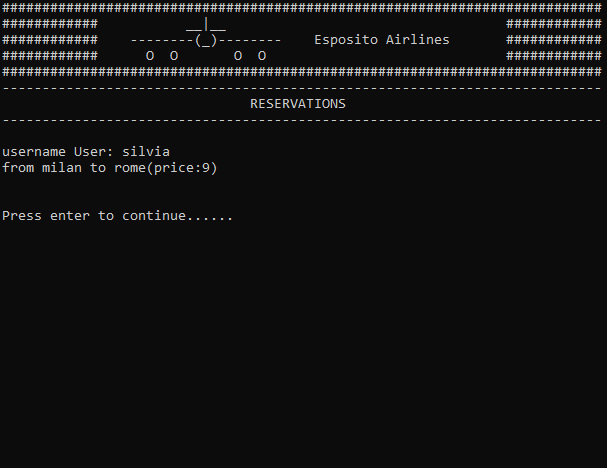 ###########################################################################
############           __|__                                   ############
############    --------(_)--------    Esposito Airlines       ############
############      O  O       O  O                              ############
###########################################################################
---------------------------------------------------------------------------
RESERVATIONS
---------------------------------------------------------------------------
username User: silvia
from milan to rome(price:9)
Press enter to continue......